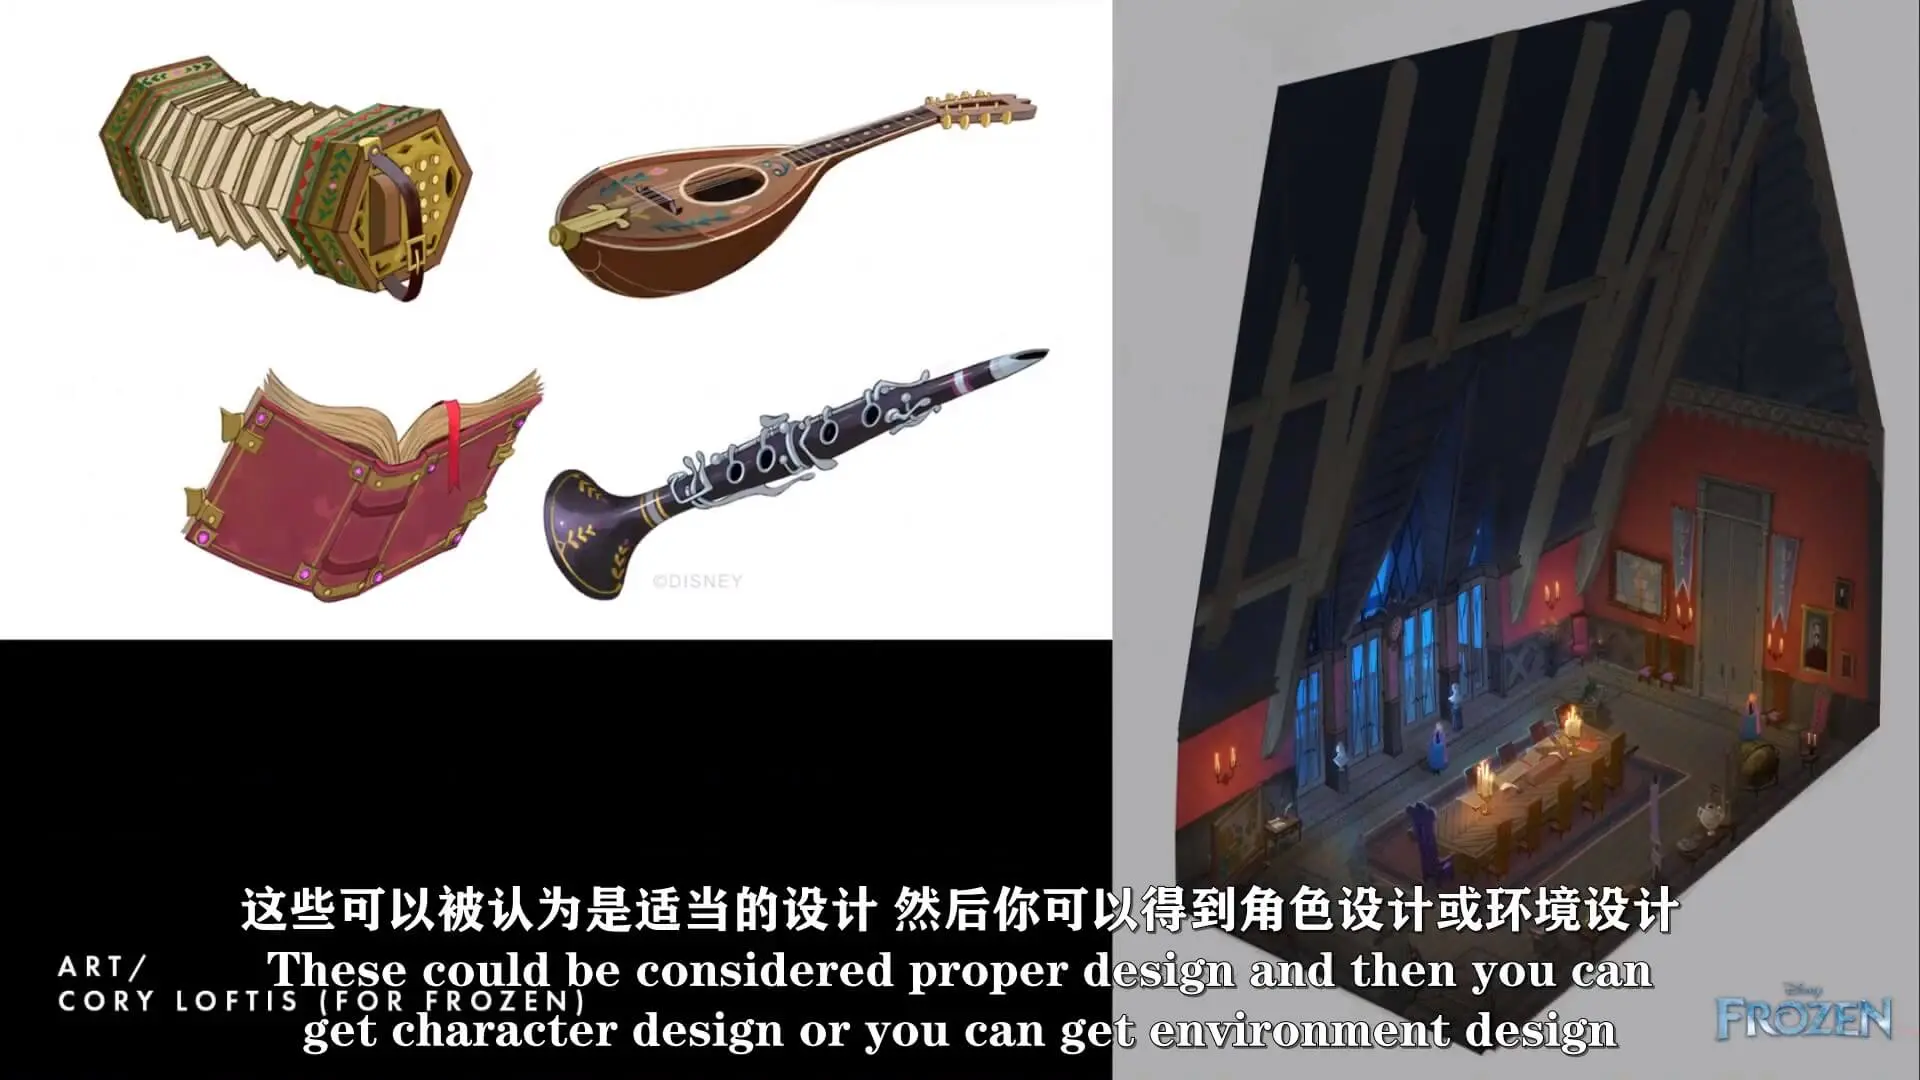 ©DISNEY
这些可以被认为是适当的设计 然后你可以得到角色设计或环境设计
ART/
CORY LOFTIS (FOR FROZEN)
These could be considered proper design and then you can
get character design or you can get environment design
Disney
FROZEN